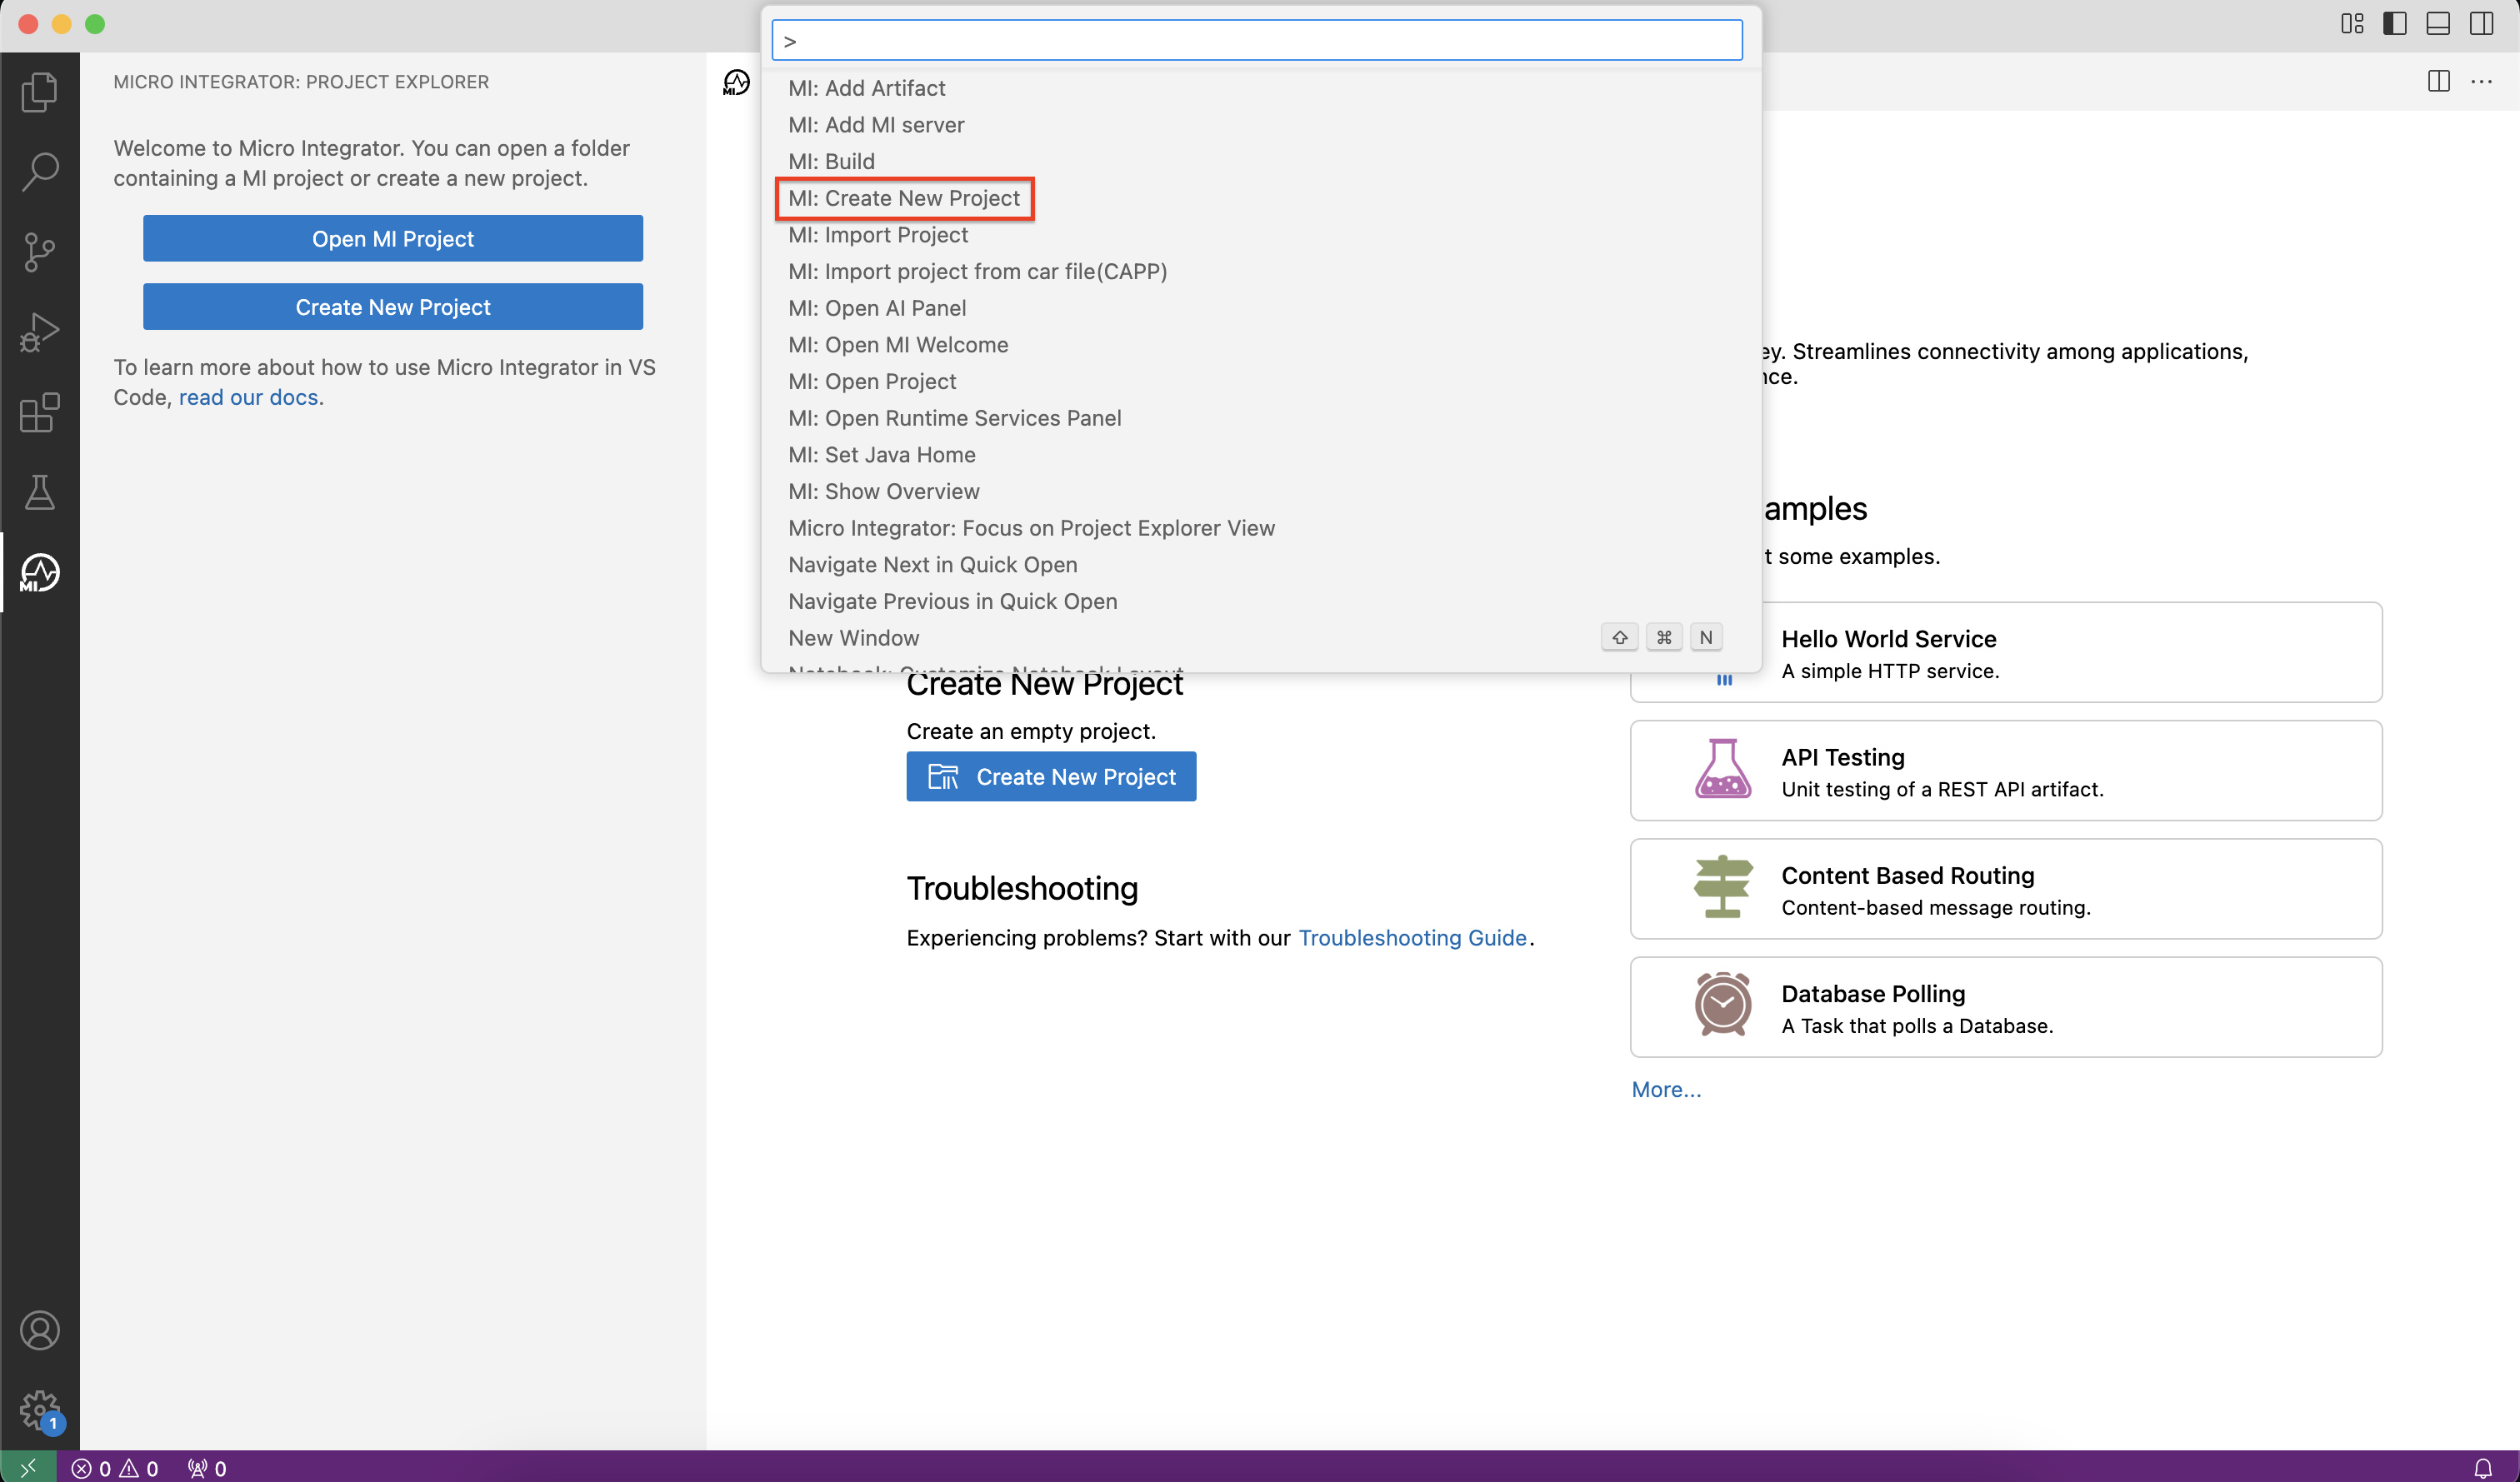 >
MICRO INTEGRATOR: PROJECT EXPLORER
Welcome to Micro Integrator. You can open a folder
containing a MI project or create a new project.
Open MI Project
Create New Project
To learn more about how to use Micro Integrator in VS
Code, read our docs.
MI
MI: Add Artifact
MI: Add MI server
MI: Build
MI: Create New Project
MI: Import Project
MI: Import project from car file(CAPP)
MI: Open AI Panel
MI: Open MI Welcome
MI: Open Project
MI: Open Runtime Services Panel
MI: Set Java Home
MI: Show Overview
Micro Integrator: Focus on Project Explorer View
Navigate Next in Quick Open
Navigate Previous in Quick Open
New Window ⇧ ⌘ N
Notebook: Customize Notebook Layout
ey. Streamlines connectivity among applications,
nce.
Create New Project
Create an empty project.
Create New Project
Troubleshooting
Experiencing problems? Start with our Troubleshooting Guide.
amples
t some examples.
Hello World Service
A simple HTTP service.
API Testing
Unit testing of a REST API artifact.
Content Based Routing
Content-based message routing.
Database Polling
A Task that polls a Database.
More...
MI
1
0 0 0